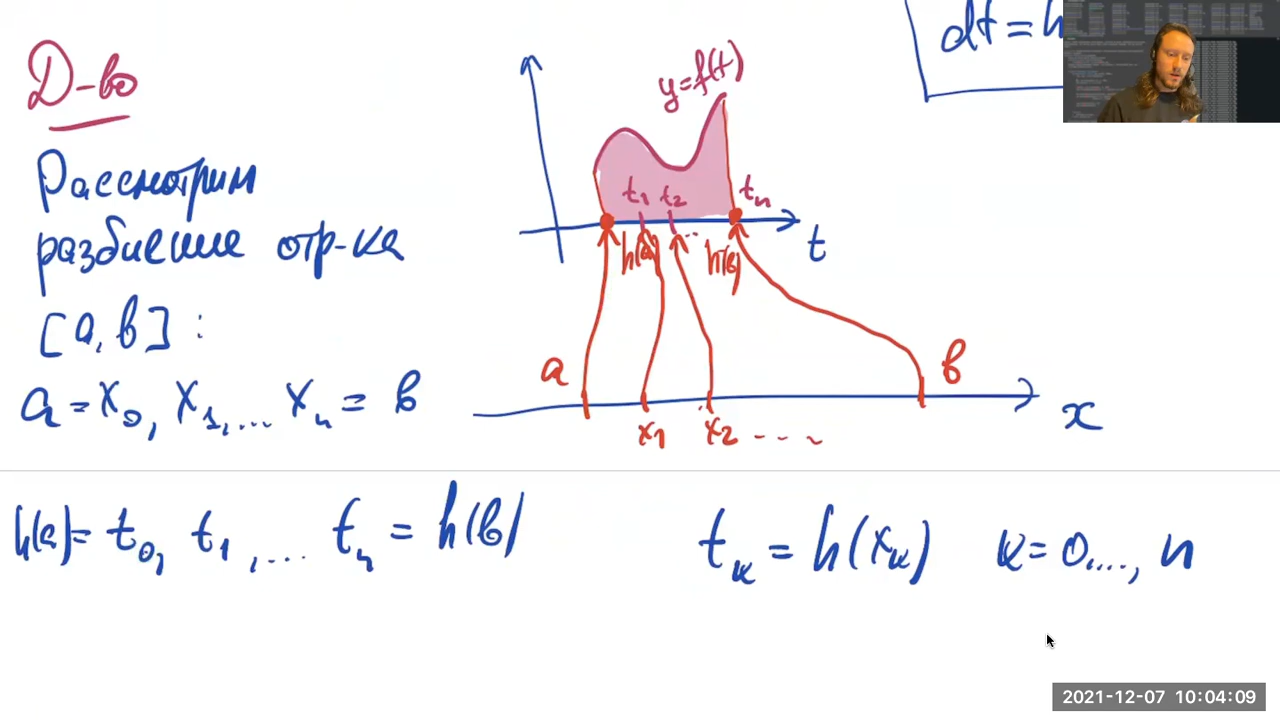 Д-во
dt = h
y=f(t)
Рассмотрим
разбиение отр-ка
[a, b] :
a = x₀, x₁,... xₙ = b
t₁ t₂ tₙ
h(a) ... h(b)
t
a b
x
x₁ x₂ ....
h(a)= t₀, t₁ ,... tₙ = h(b)
tₖ = h(xₖ) k = 0,..., n
2021-12-07 10:04:09